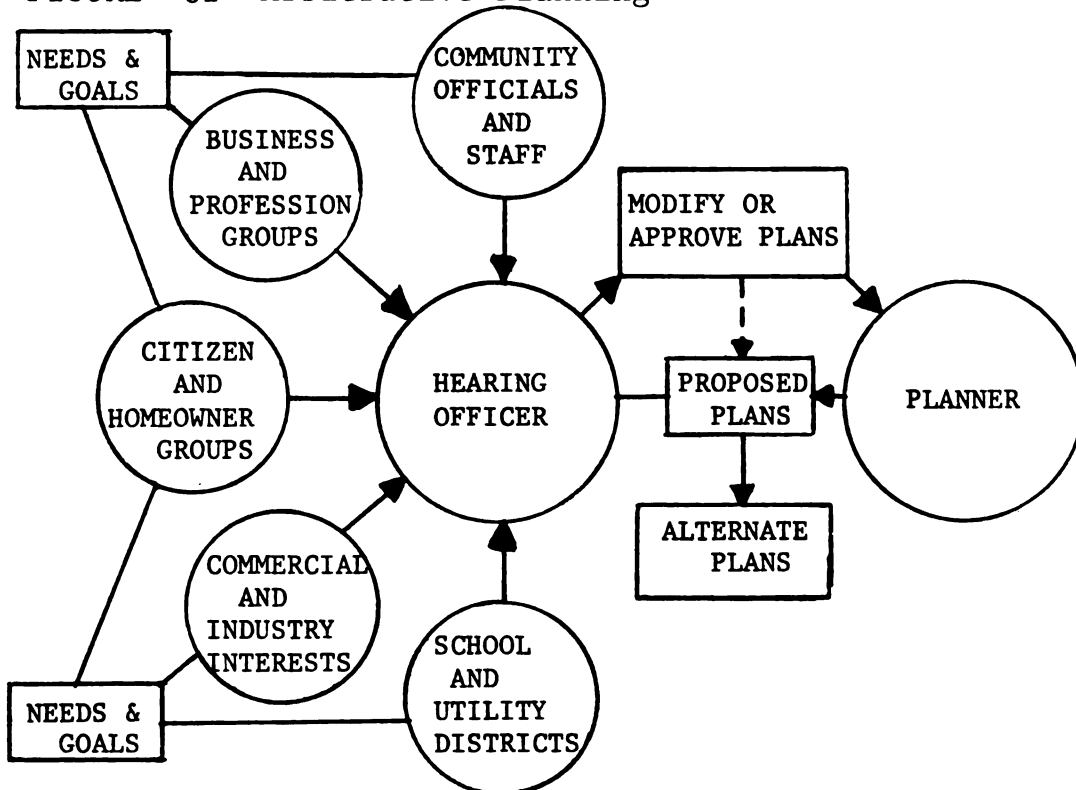 Planning
NEEDS &
GOALS
COMMUNITY
OFFICIALS
AND
STAFF
BUSINESS
AND
PROFESSION
GROUPS
MODIFY OR
APPROVE PLANS
CITIZEN
AND
HOMEOWNER
GROUPS
HEARING
OFFICER
PROPOSED
PLANS
PLANNER
ALTERNATE
PLANS
COMMERCIAL
AND
INDUSTRY
INTERESTS
SCHOOL
AND
UTILITY
DISTRICTS
NEEDS &
GOALS